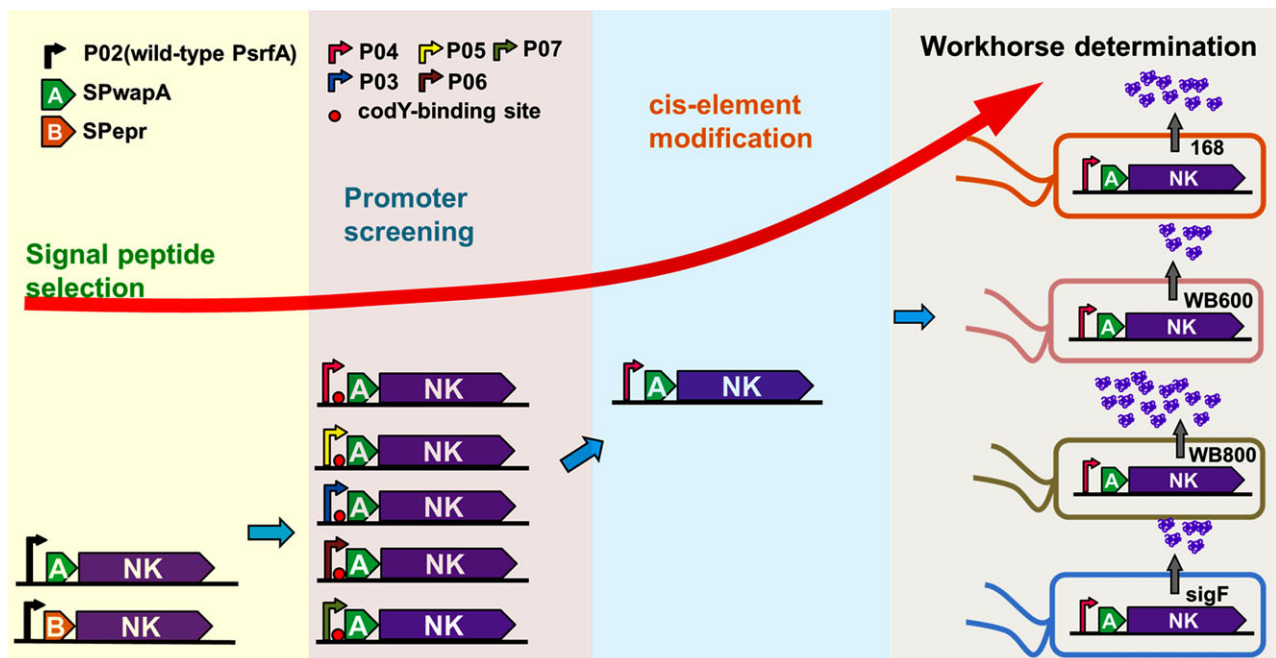 P02(wild-type PsrfA)
A SPwapA
B SPepr
Signal peptide
selection
A NK
B NK
P04 P05 P07
P03 P06
codY-binding site
Promoter
screening
A NK
A NK
A NK
A NK
A NK
cis-element
modification
A NK
Workhorse determination
168
A NK
WB600
A NK
WB800
A NK
sigF
A NK